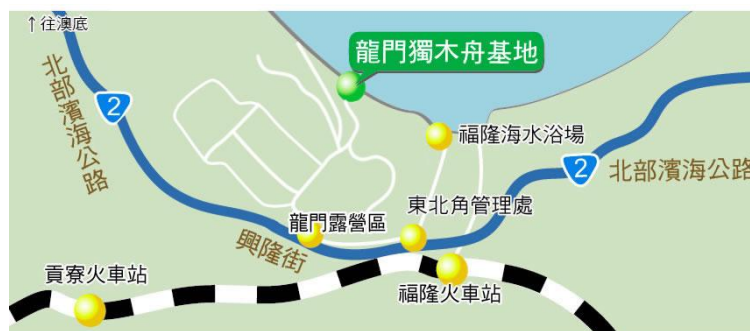 ↑往澳底
龍門獨木舟基地
北部濱海公路
2
福隆海水浴場
2
北部濱海公路
東北角管理處
龍門露營區
興隆街
貢寮火車站
福隆火車站